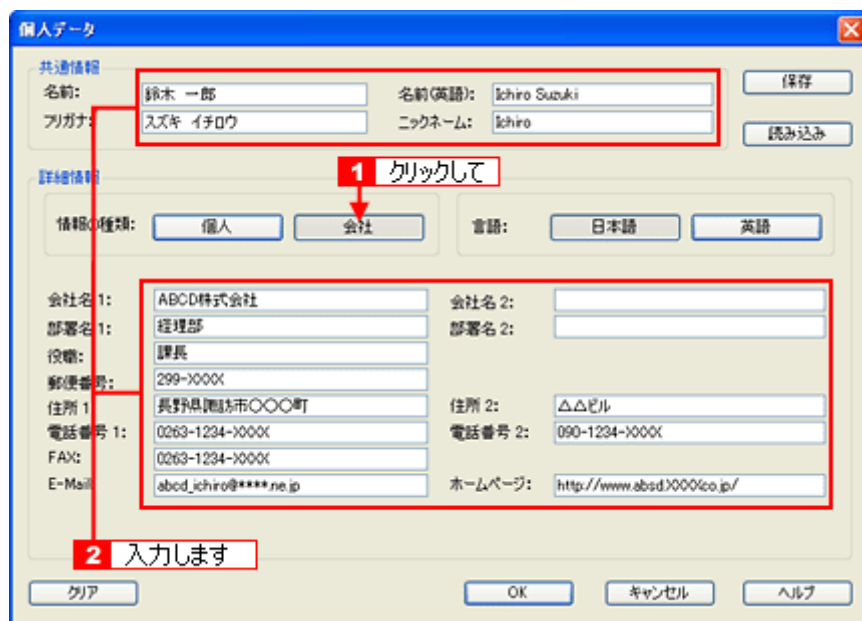 個人データ
共通情報
名前: 鈴木 一郎 名前(英語): Ichiro Suzuki 保存
フリガナ: スズキ イチロウ ニックネーム: Ichiro 読み込み
1 クリックして
詳細情報
情報の種類: 個人 会社 言語: 日本語 英語
会社名 1: ABCD株式会社 会社名 2:
部署名 1: 経理部 部署名 2:
役職: 課長
郵便番号: 299-XXXX
住所 1 長野県諏訪市〇〇〇町 住所 2: △△ビル
電話番号 1: 0263-1234-XXXX 電話番号 2: 090-1234-XXXX
FAX: 0263-1234-XXXX
E-Mail abcd_ichiro@****.ne.jp ホームページ: http://www.absd.XXXX.co.jp/
2 入力します
クリア OK キャンセル ヘルプ